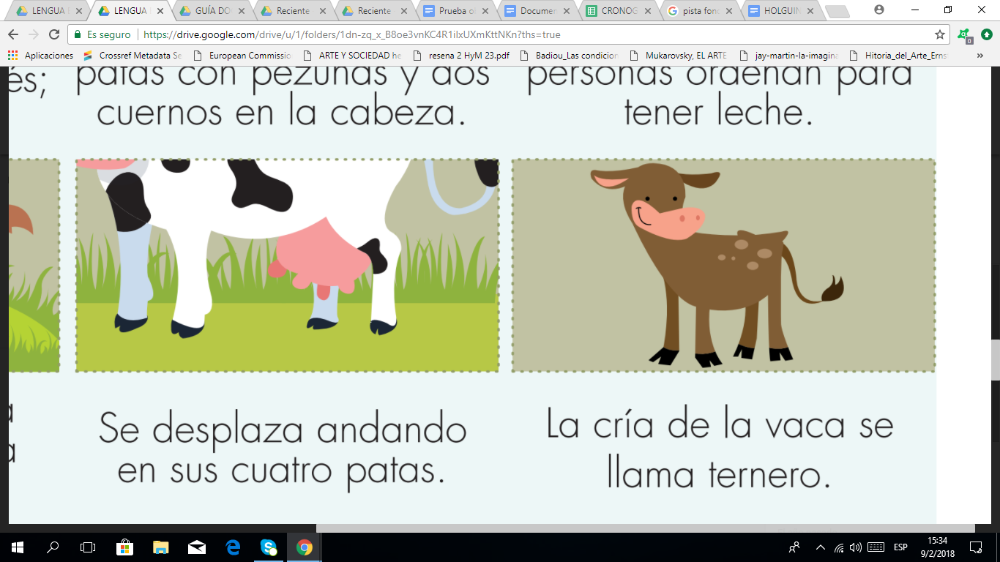 LENGUA
LENGUA
GUÍA DO
Reciente
Reciente
Prueba o
Documen
CRONOG
pista fond
HOLGUIN
Es seguro
https://drive.google.com/drive/u/1/folders/1dn-zq_x_B8oe3vnKC4R1ilxUXmKttNKn?ths=true
0
Aplicaciones
Crossref Metadata Se
European Commissio
ARTE Y SOCIEDAD he
resena 2 HyM 23.pdf
Badiou_Las condicion
Mukarovsky, EL ARTE
jay-martin-la-imagina
Hitoria_del_Arte_Erns
»
és;
patas con pezuñas y dos
cuernos en la cabeza.
personas ordeñan para
tener leche.
a
a
Se desplaza andando
en sus cuatro patas.
La cría de la vaca se
llama ternero.
ESP
15:34
9/2/2018